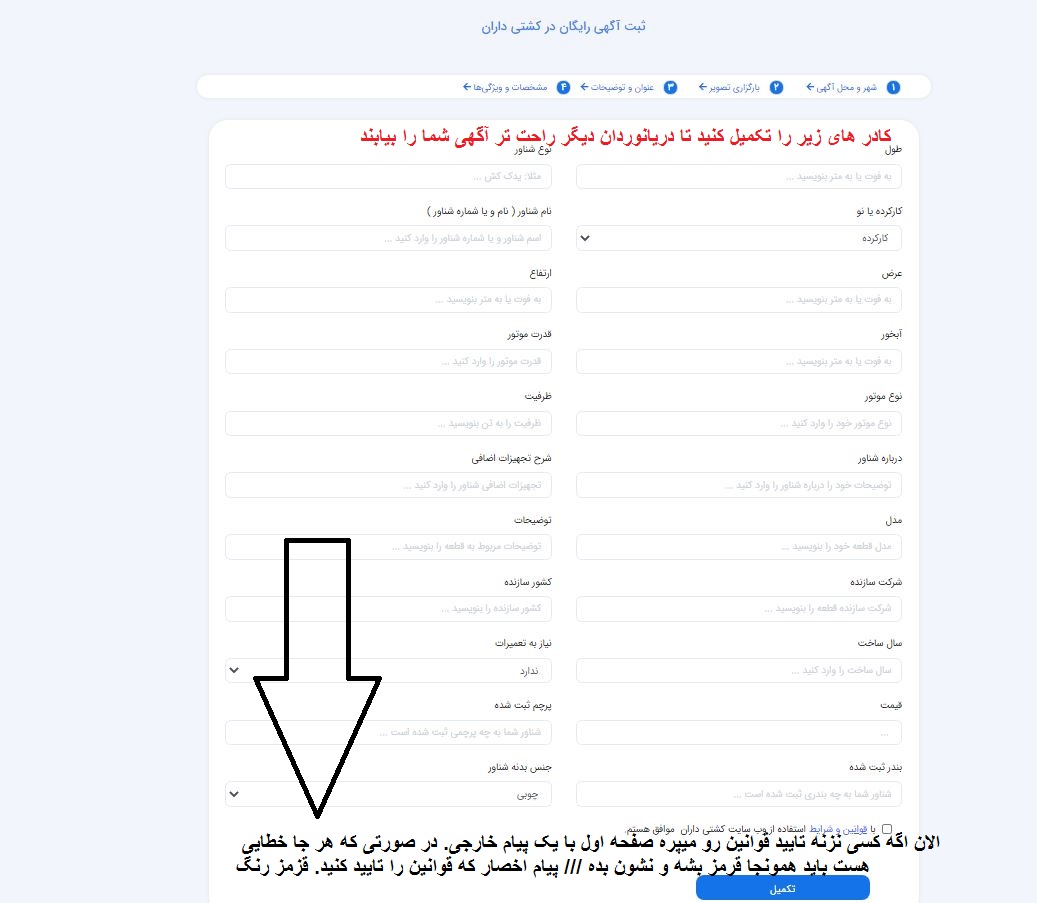 ثبت آگهی رایگان در کشتی داران
۱ شهر و محل آگهی ← ۲ بارگزاری تصویر ← ۳ عنوان و توضیحات ← ۴ مشخصات و ویژگی‌ها ←
کادر های زیر را تکمیل کنید تا دریانوردان دیگر راحت تر آگهی شما را بیابند
طول نوع شناور
به فوت یا به متر بنویسید ... مثلا: یدک کش ...
کارکرده یا نو نام شناور ( نام و یا شماره شناور )
کارکرده اسم شناور و یا شماره شناور را وارد کنید ...
عرض ارتفاع
به فوت یا به متر بنویسید ... به فوت یا به متر بنویسید ...
آبخور قدرت موتور
به فوت یا به متر بنویسید ... قدرت موتور را وارد کنید ...
نوع موتور ظرفیت
نوع موتور خود را وارد کنید ... ظرفیت را به تن بنویسید ...
درباره شناور شرح تجهیزات اضافی
توضیحات خود را درباره شناور را وارد کنید ... تجهیزات اضافی شناور را وارد کنید ...
مدل توضیحات
مدل قطعه خود را بنویسید ... توضیحات مربوط به قطعه را بنویسید ...
شرکت سازنده کشور سازنده
شرکت سازنده قطعه را بنویسید ... کشور سازنده را بنویسید ...
سال ساخت نیاز به تعمیرات
سال ساخت را وارد کنید ... ندارد
قیمت پرچم ثبت شده
... شناور شما به چه پرچمی ثبت شده است ...
بندر ثبت شده جنس بدنه شناور
شناور شما به چه بندری ثبت شده است ... چوبی
با قوانین و شرایط استفاده از وب سایت کشتی داران موافق هستم.
الان اگه کسی نزنه تایید قوانین رو میپره صفحه اول با یک پیام خارجی. در صورتی که هر جا خطایی
هست باید همونجا قرمز بشه و نشون بده /// پیام اخصار که قوانین را تایید کنید. قزمز رنگ
تکمیل